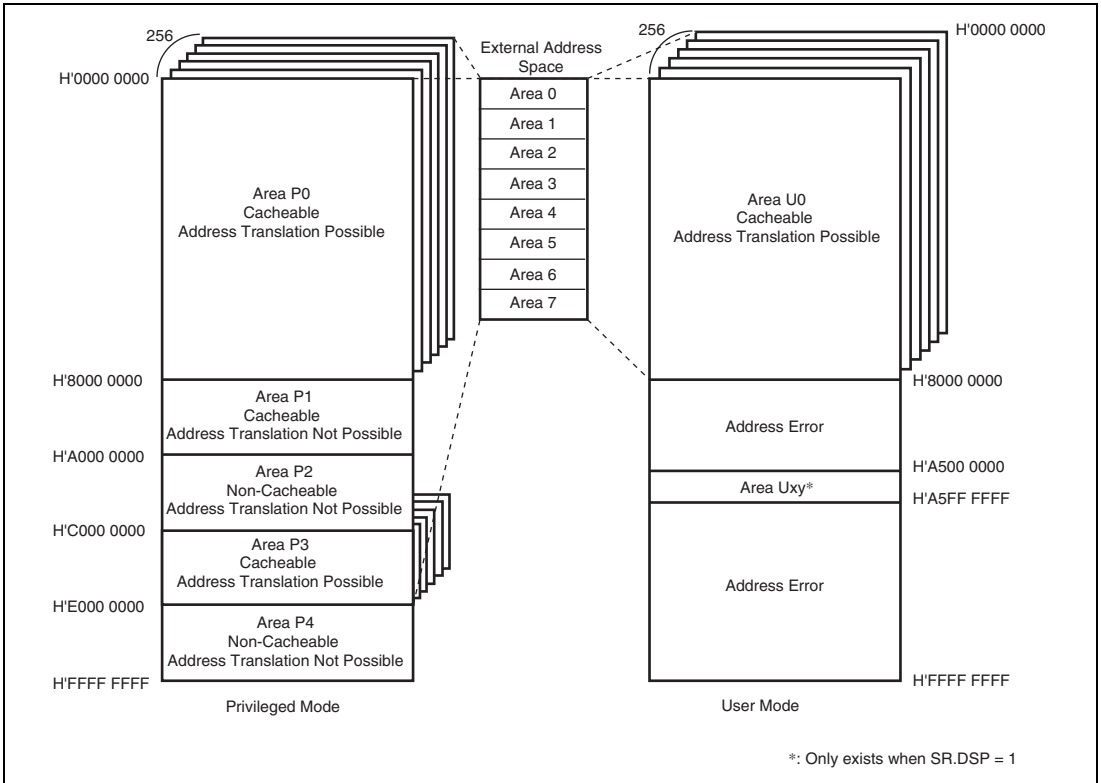 256
H'0000 0000
Area P0
Cacheable
Address Translation Possible
H'8000 0000
Area P1
Cacheable
Address Translation Not Possible
H'A000 0000
Area P2
Non-Cacheable
Address Translation Not Possible
H'C000 0000
Area P3
Cacheable
Address Translation Possible
H'E000 0000
Area P4
Non-Cacheable
Address Translation Not Possible
H'FFFF FFFF
Privileged Mode
External Address
Space
Area 0
Area 1
Area 2
Area 3
Area 4
Area 5
Area 6
Area 7
256
H'0000 0000
Area U0
Cacheable
Address Translation Possible
H'8000 0000
Address Error
H'A500 0000
Area Uxy*
H'A5FF FFFF
Address Error
H'FFFF FFFF
User Mode
*: Only exists when SR.DSP = 1